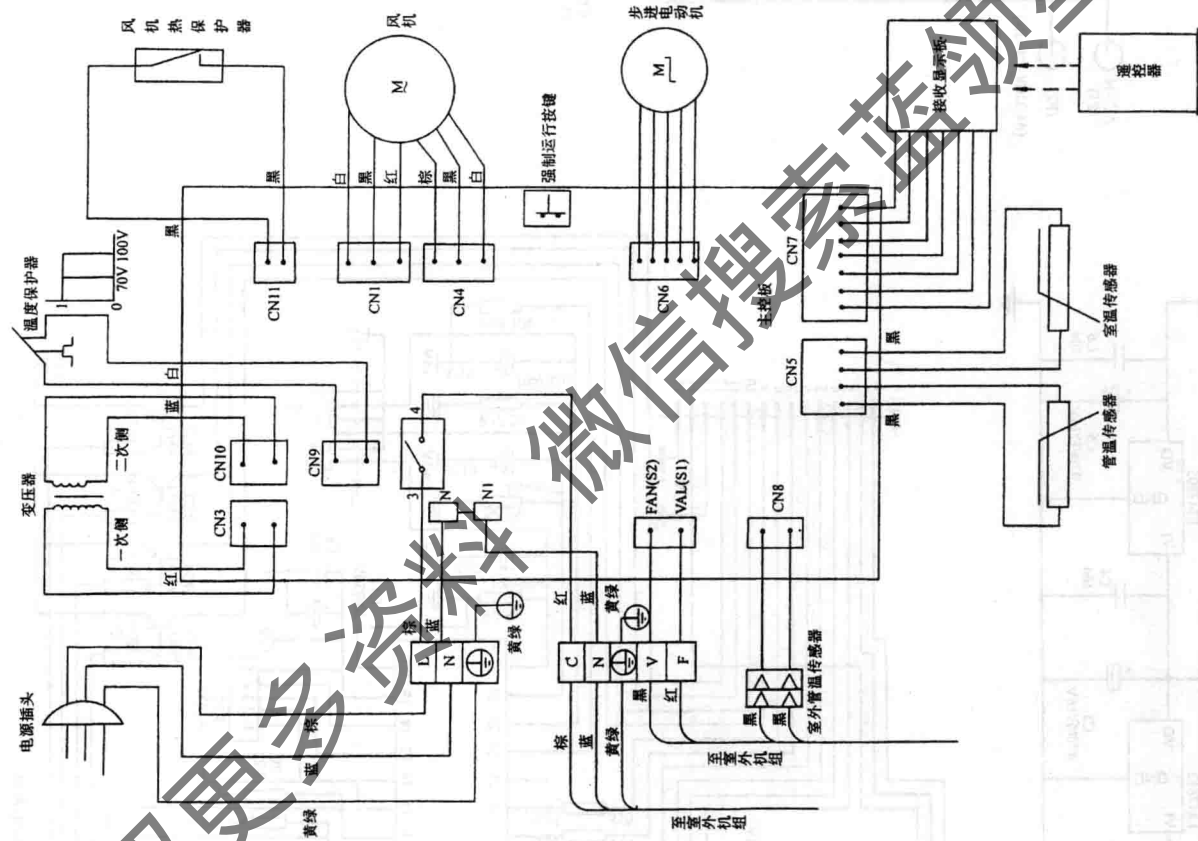 风机热保护器
风机
步进电动机
接收显示板
遥控器
温度保护器
1
0
70V 100V
黑
黑
白
黑
红
棕
黑
白
强制运行按键
CN11
CN1
CN4
CN6
CN7
主控板
变压器
一次侧
二次侧
蓝
白
红
CN3
CN10
CN9
3
4
N
N1
CN5
黑
黑
室温传感器
管温传感器
FAN(S2)
VAL(S1)
CN8
电源插头
棕
蓝
黄绿
L
N
棕
蓝
黄绿
C
N
V
F
红
蓝
黄绿
棕
蓝
黄绿
黑
红
黑
黑
室外管温传感器
至室外机组
至室外机组
M
M
更多资料 微信搜索蓝领